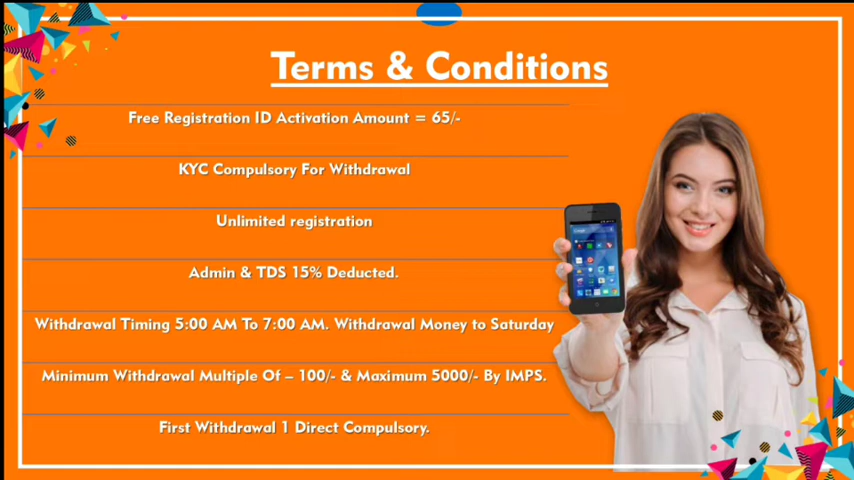 Terms & Conditions
Free Registration ID Activation Amount = 65/-
KYC Compulsory For Withdrawal
Unlimited registration
Admin & TDS 15% Deducted.
Withdrawal Timing 5:00 AM To 7:00 AM. Withdrawal Money to Saturday
Minimum Withdrawal Multiple Of – 100/- & Maximum 5000/- By IMPS.
First Withdrawal 1 Direct Compulsory.